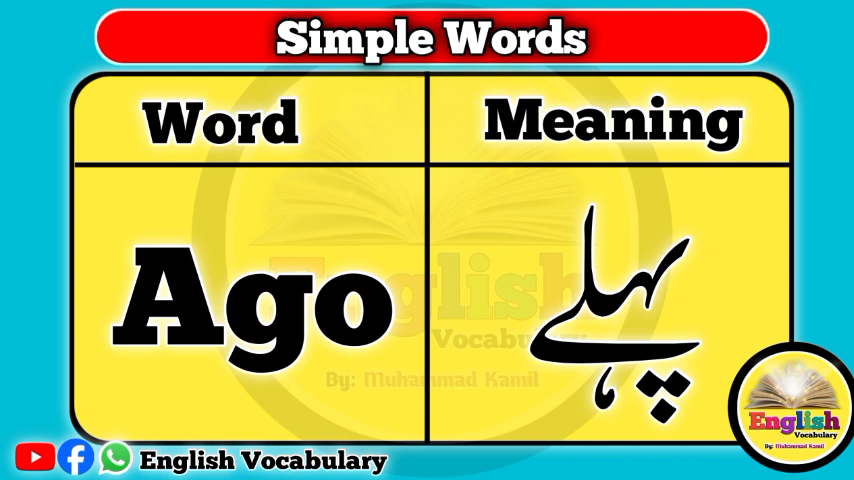 Simple Words
Word
Meaning
Ago
پہلے
English
Vocabulary
By: Muhammad Kamil
English
Vocabulary
By: Muhammad Kamil
English Vocabulary